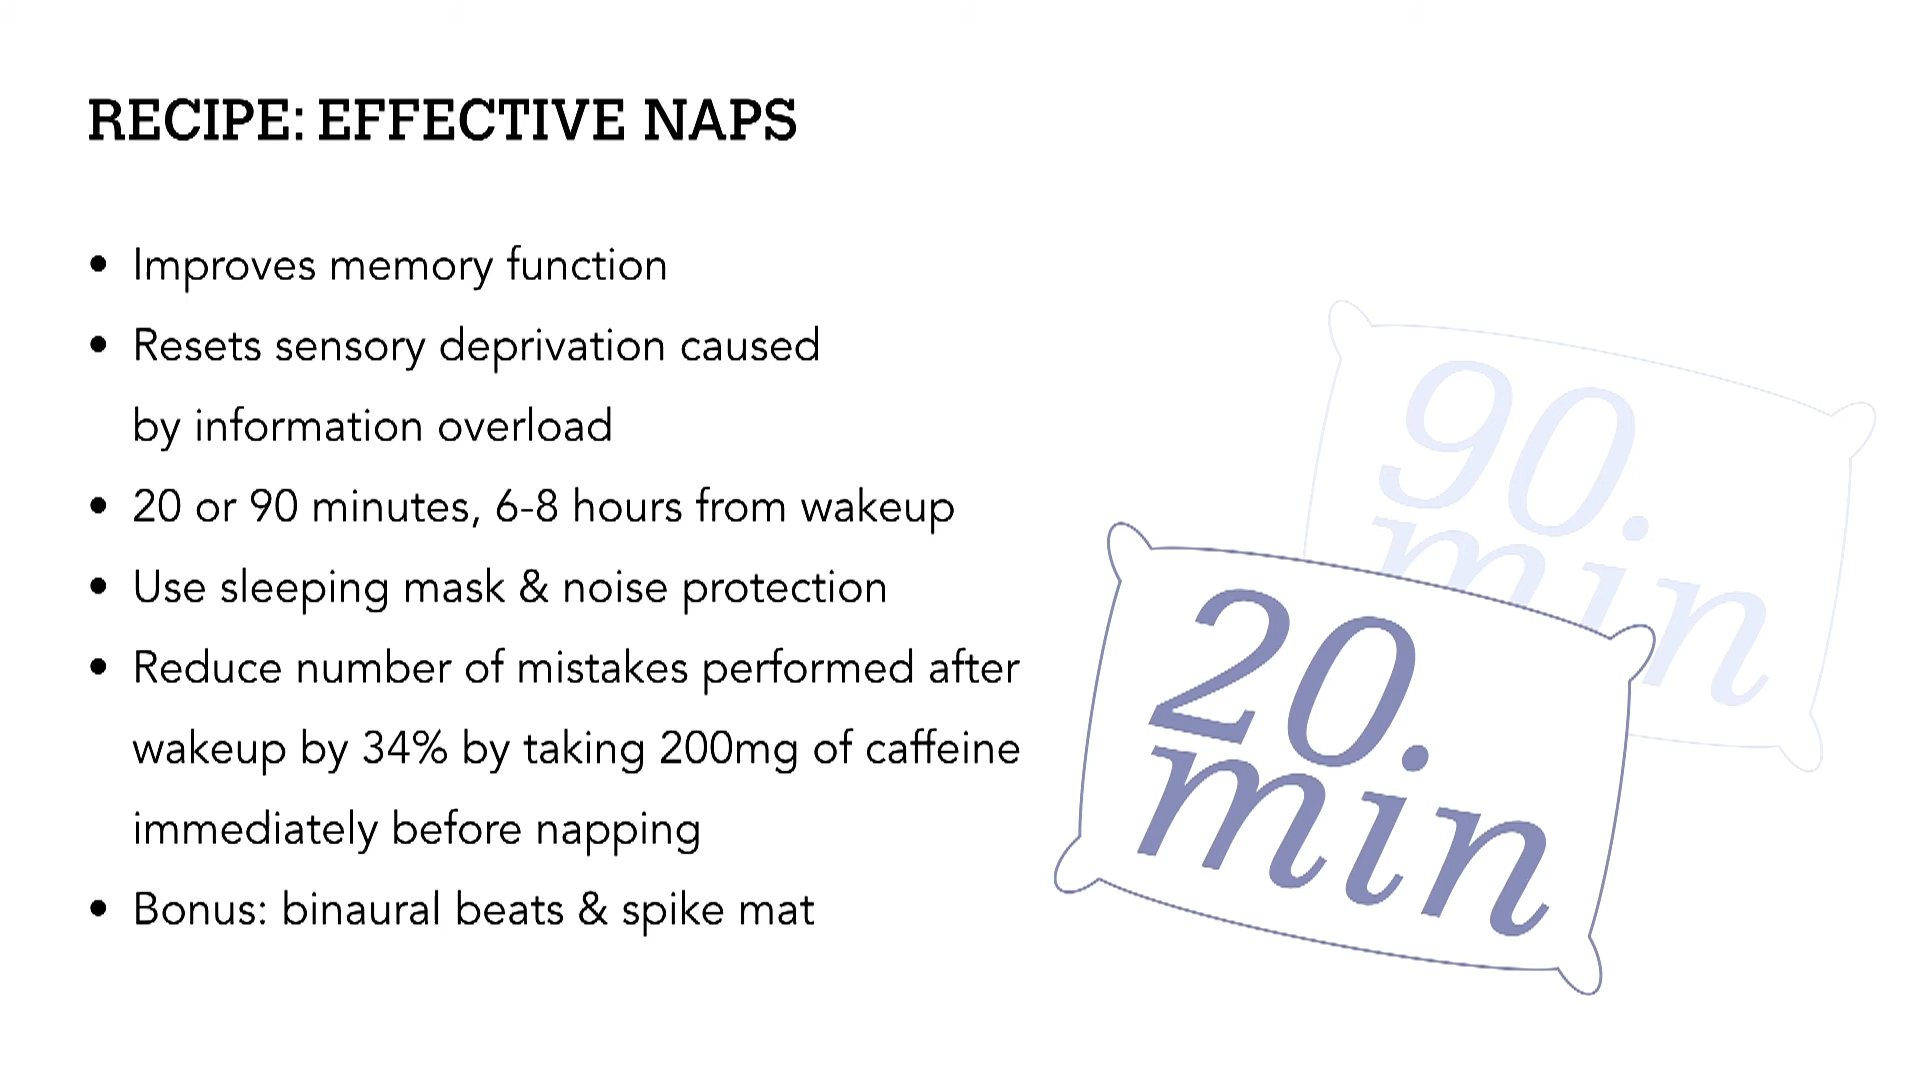 RECIPE: EFFECTIVE NAPS
• Improves memory function
• Resets sensory deprivation caused
by information overload
• 20 or 90 minutes, 6-8 hours from wakeup
• Use sleeping mask & noise protection
• Reduce number of mistakes performed after
wakeup by 34% by taking 200mg of caffeine
immediately before napping
• Bonus: binaural beats & spike mat
90.
min
20.
min